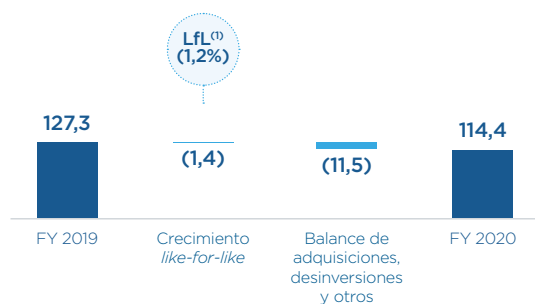 LfL(1)
(1,2%)
127,3
(1,4)
(11,5)
114,4
FY 2019
Crecimiento
like-for-like
Balance de
adquisiciones,
desinversiones
y otros
FY 2020